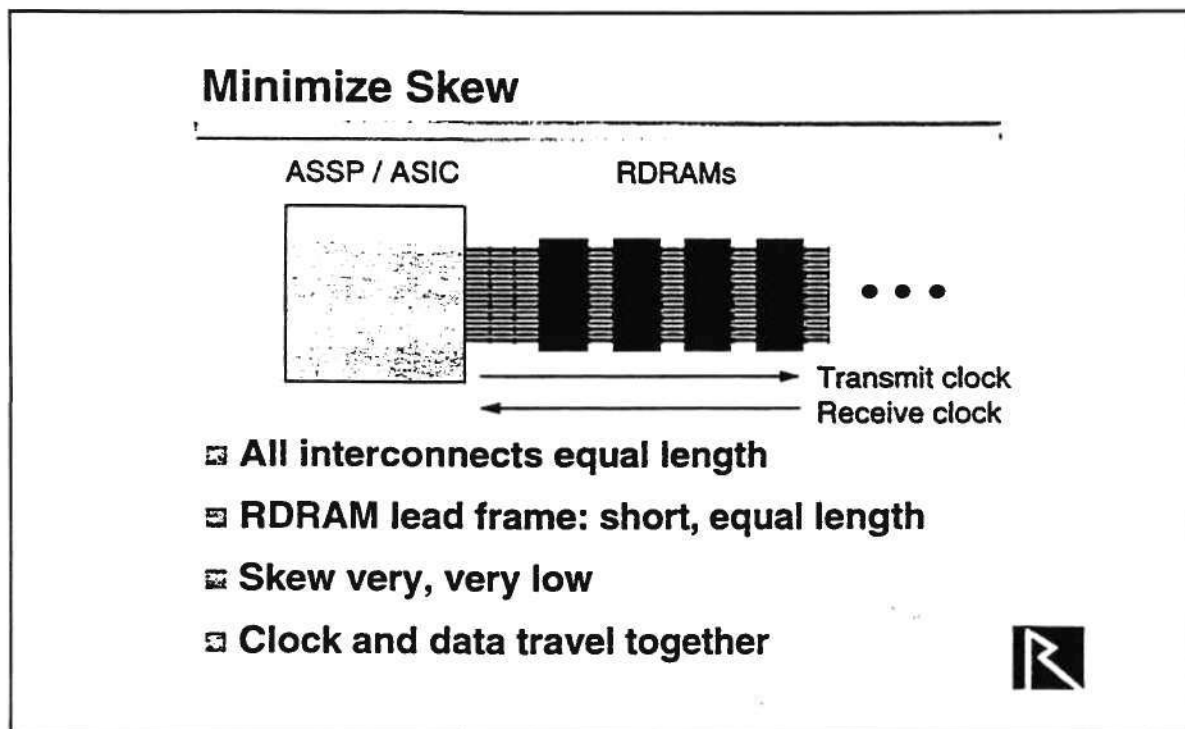 Minimize Skew
ASSP / ASIC
RDRAMs
Transmit clock
Receive clock
All interconnects equal length
RDRAM lead frame: short, equal length
Skew very, very low
Clock and data travel together